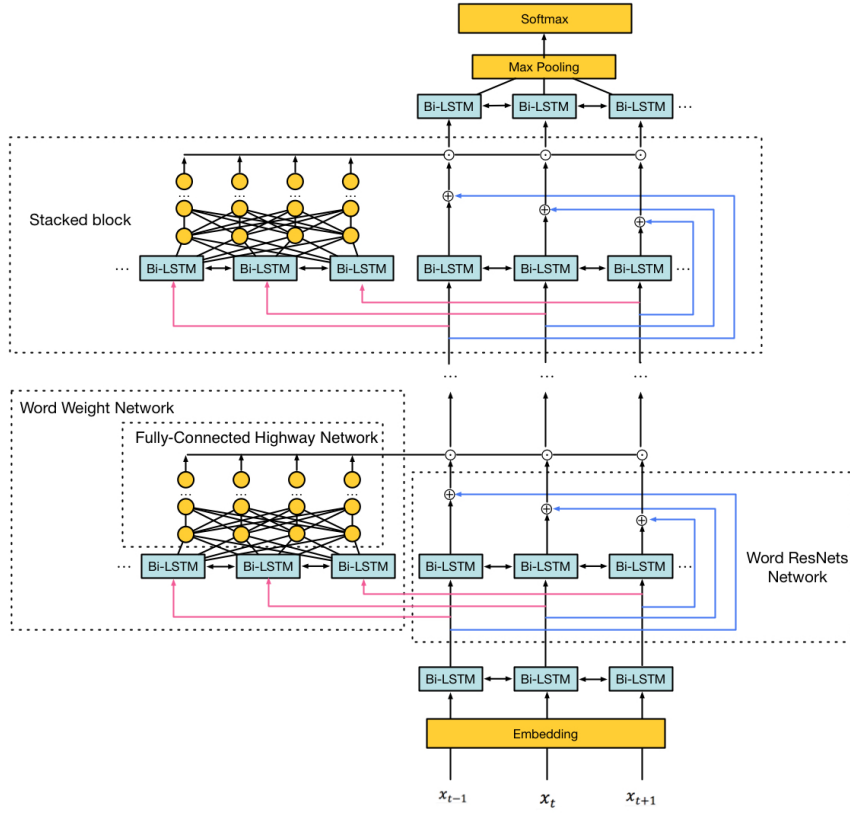 Softmax
Max Pooling
Bi-LSTM Bi-LSTM Bi-LSTM ...
...
Stacked block
... Bi-LSTM Bi-LSTM Bi-LSTM Bi-LSTM Bi-LSTM Bi-LSTM ...
... ... ...
Word Weight Network
Fully-Connected Highway Network
... ... ... ...
... Bi-LSTM Bi-LSTM Bi-LSTM Bi-LSTM Bi-LSTM Bi-LSTM ...
Word ResNets
Network
Bi-LSTM Bi-LSTM Bi-LSTM
Embedding
x_{t-1} x_t x_{t+1}